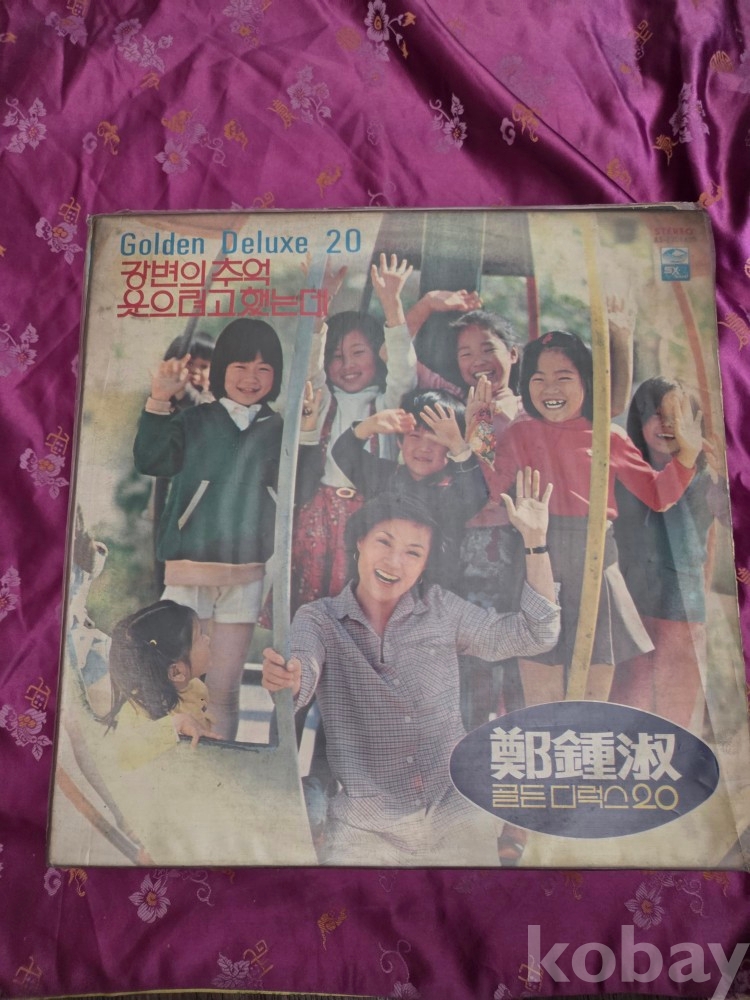 Golden Deluxe 20
강변의 추억
웃으려고 했는데
STEREO
鄭鍾淑
골든 디럭스 20
kobay